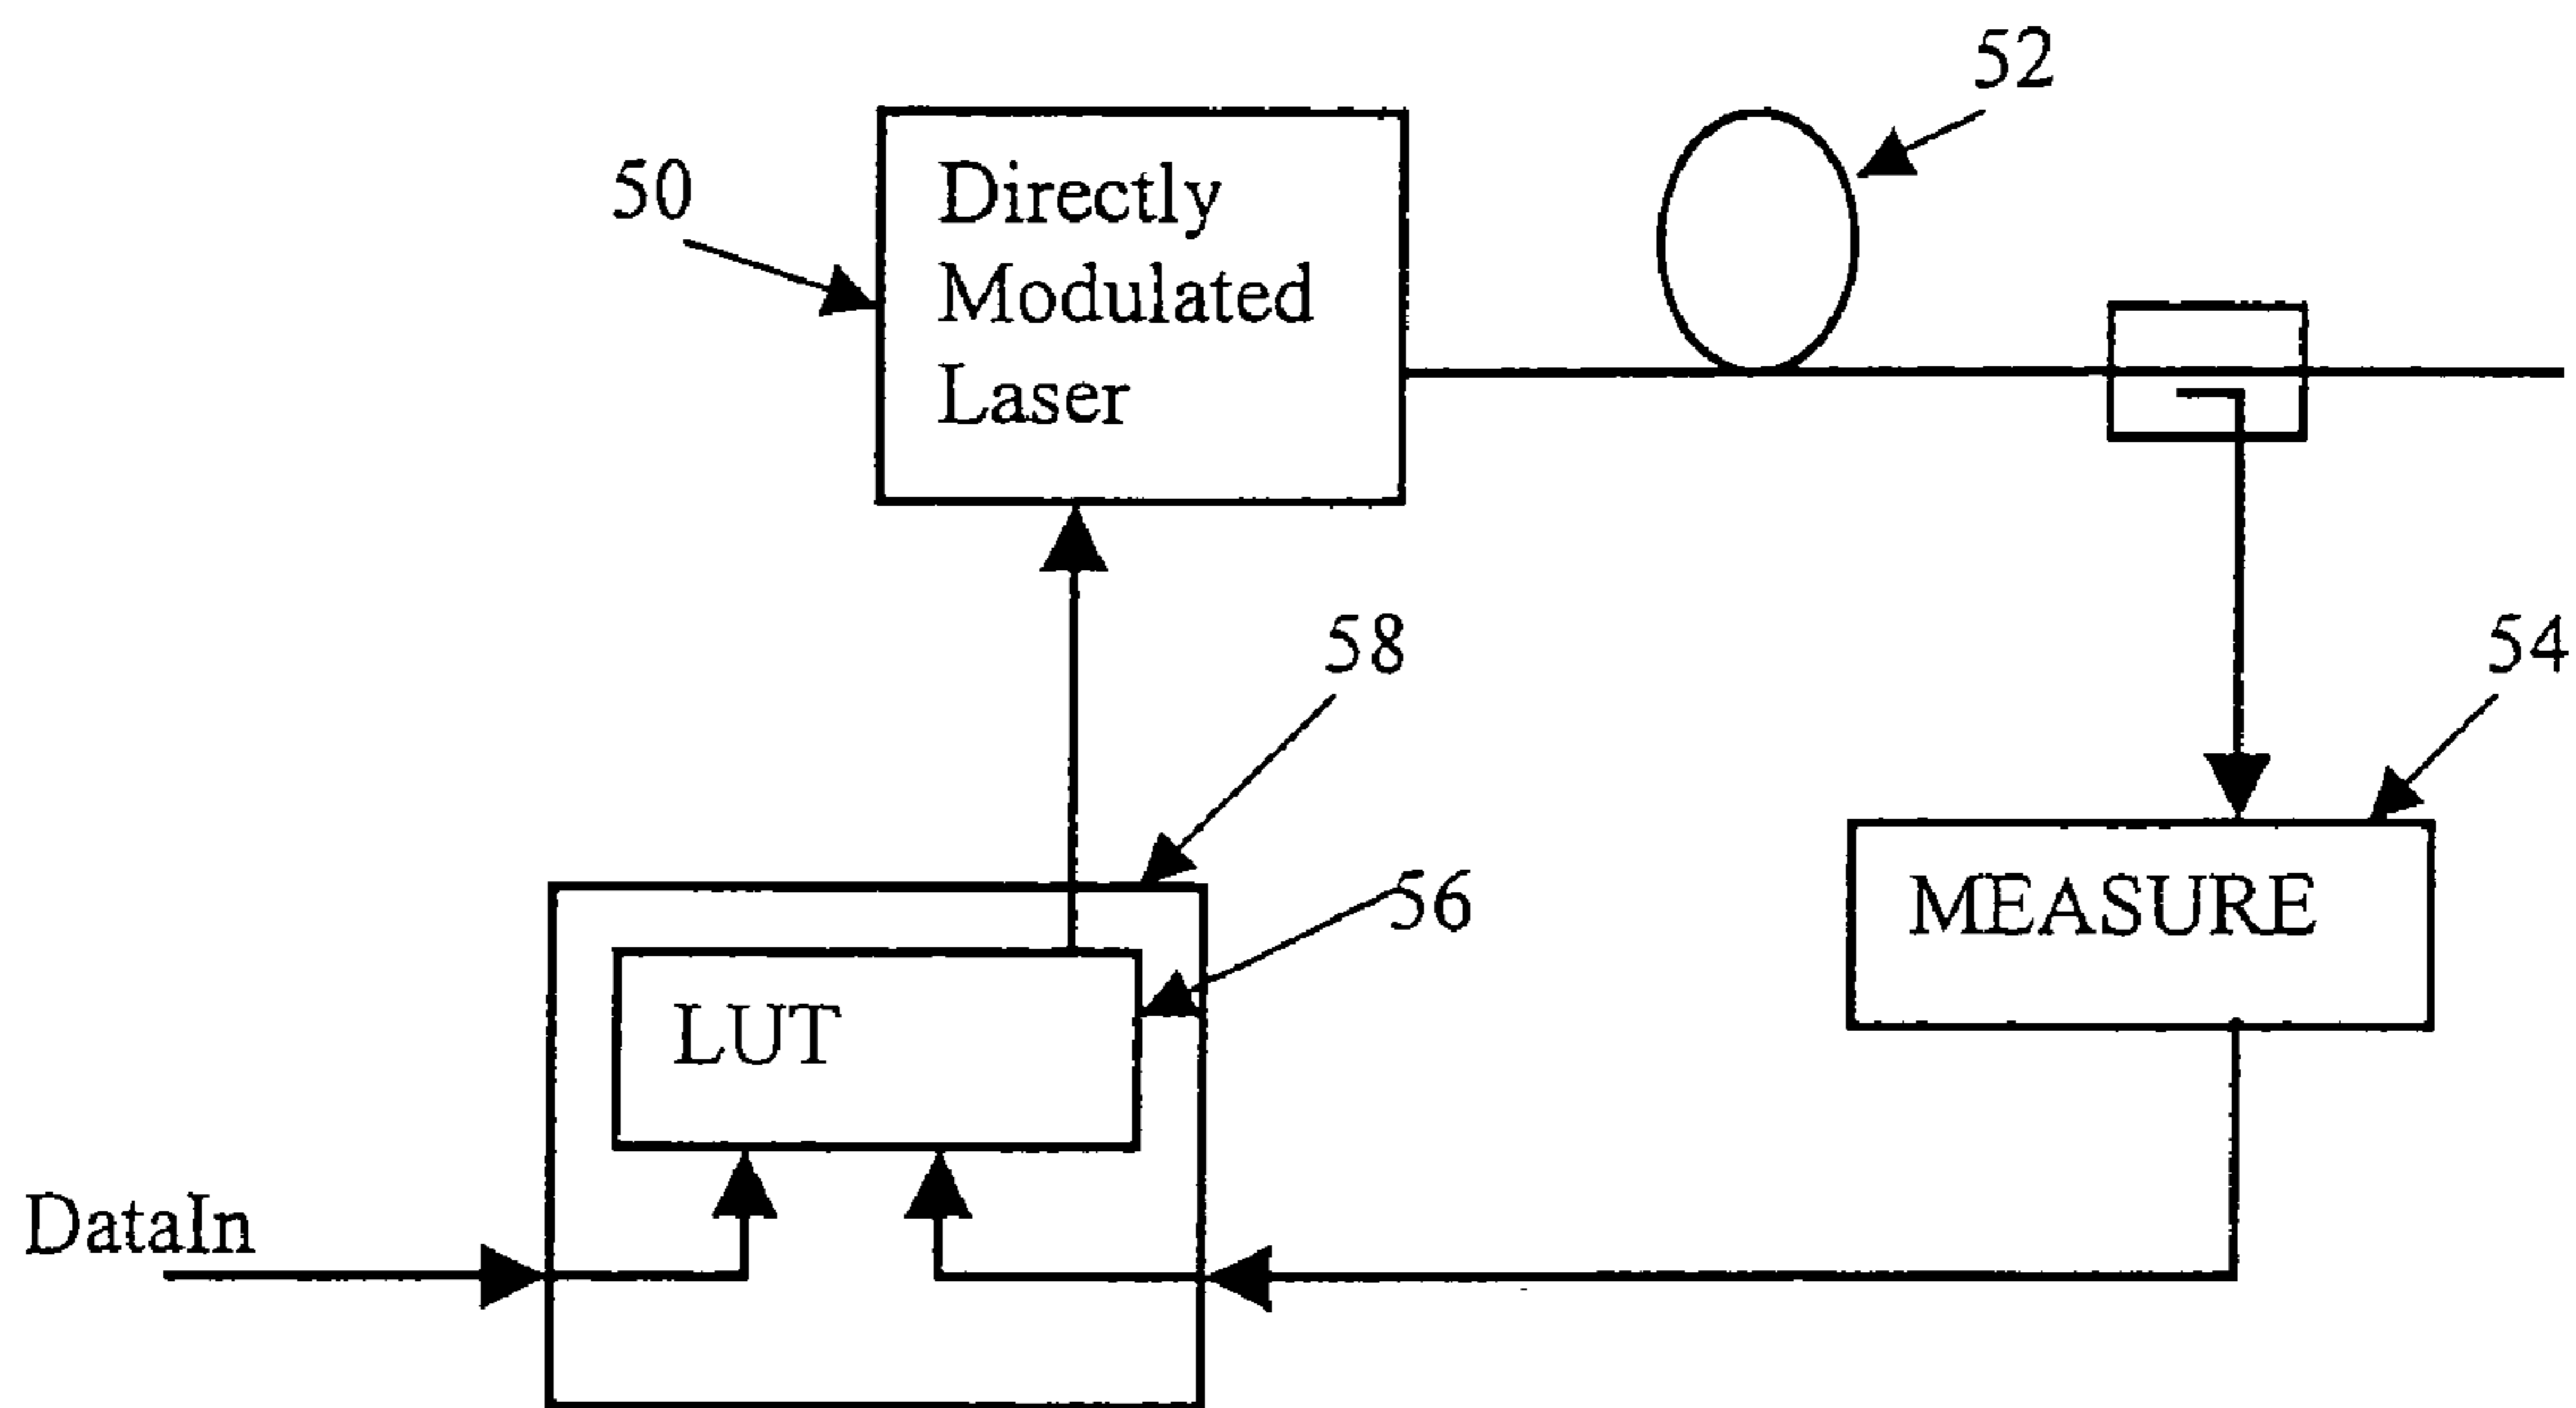 52
50
Directly
Modulated
Laser
58
54
56
MEASURE
LUT
DataIn